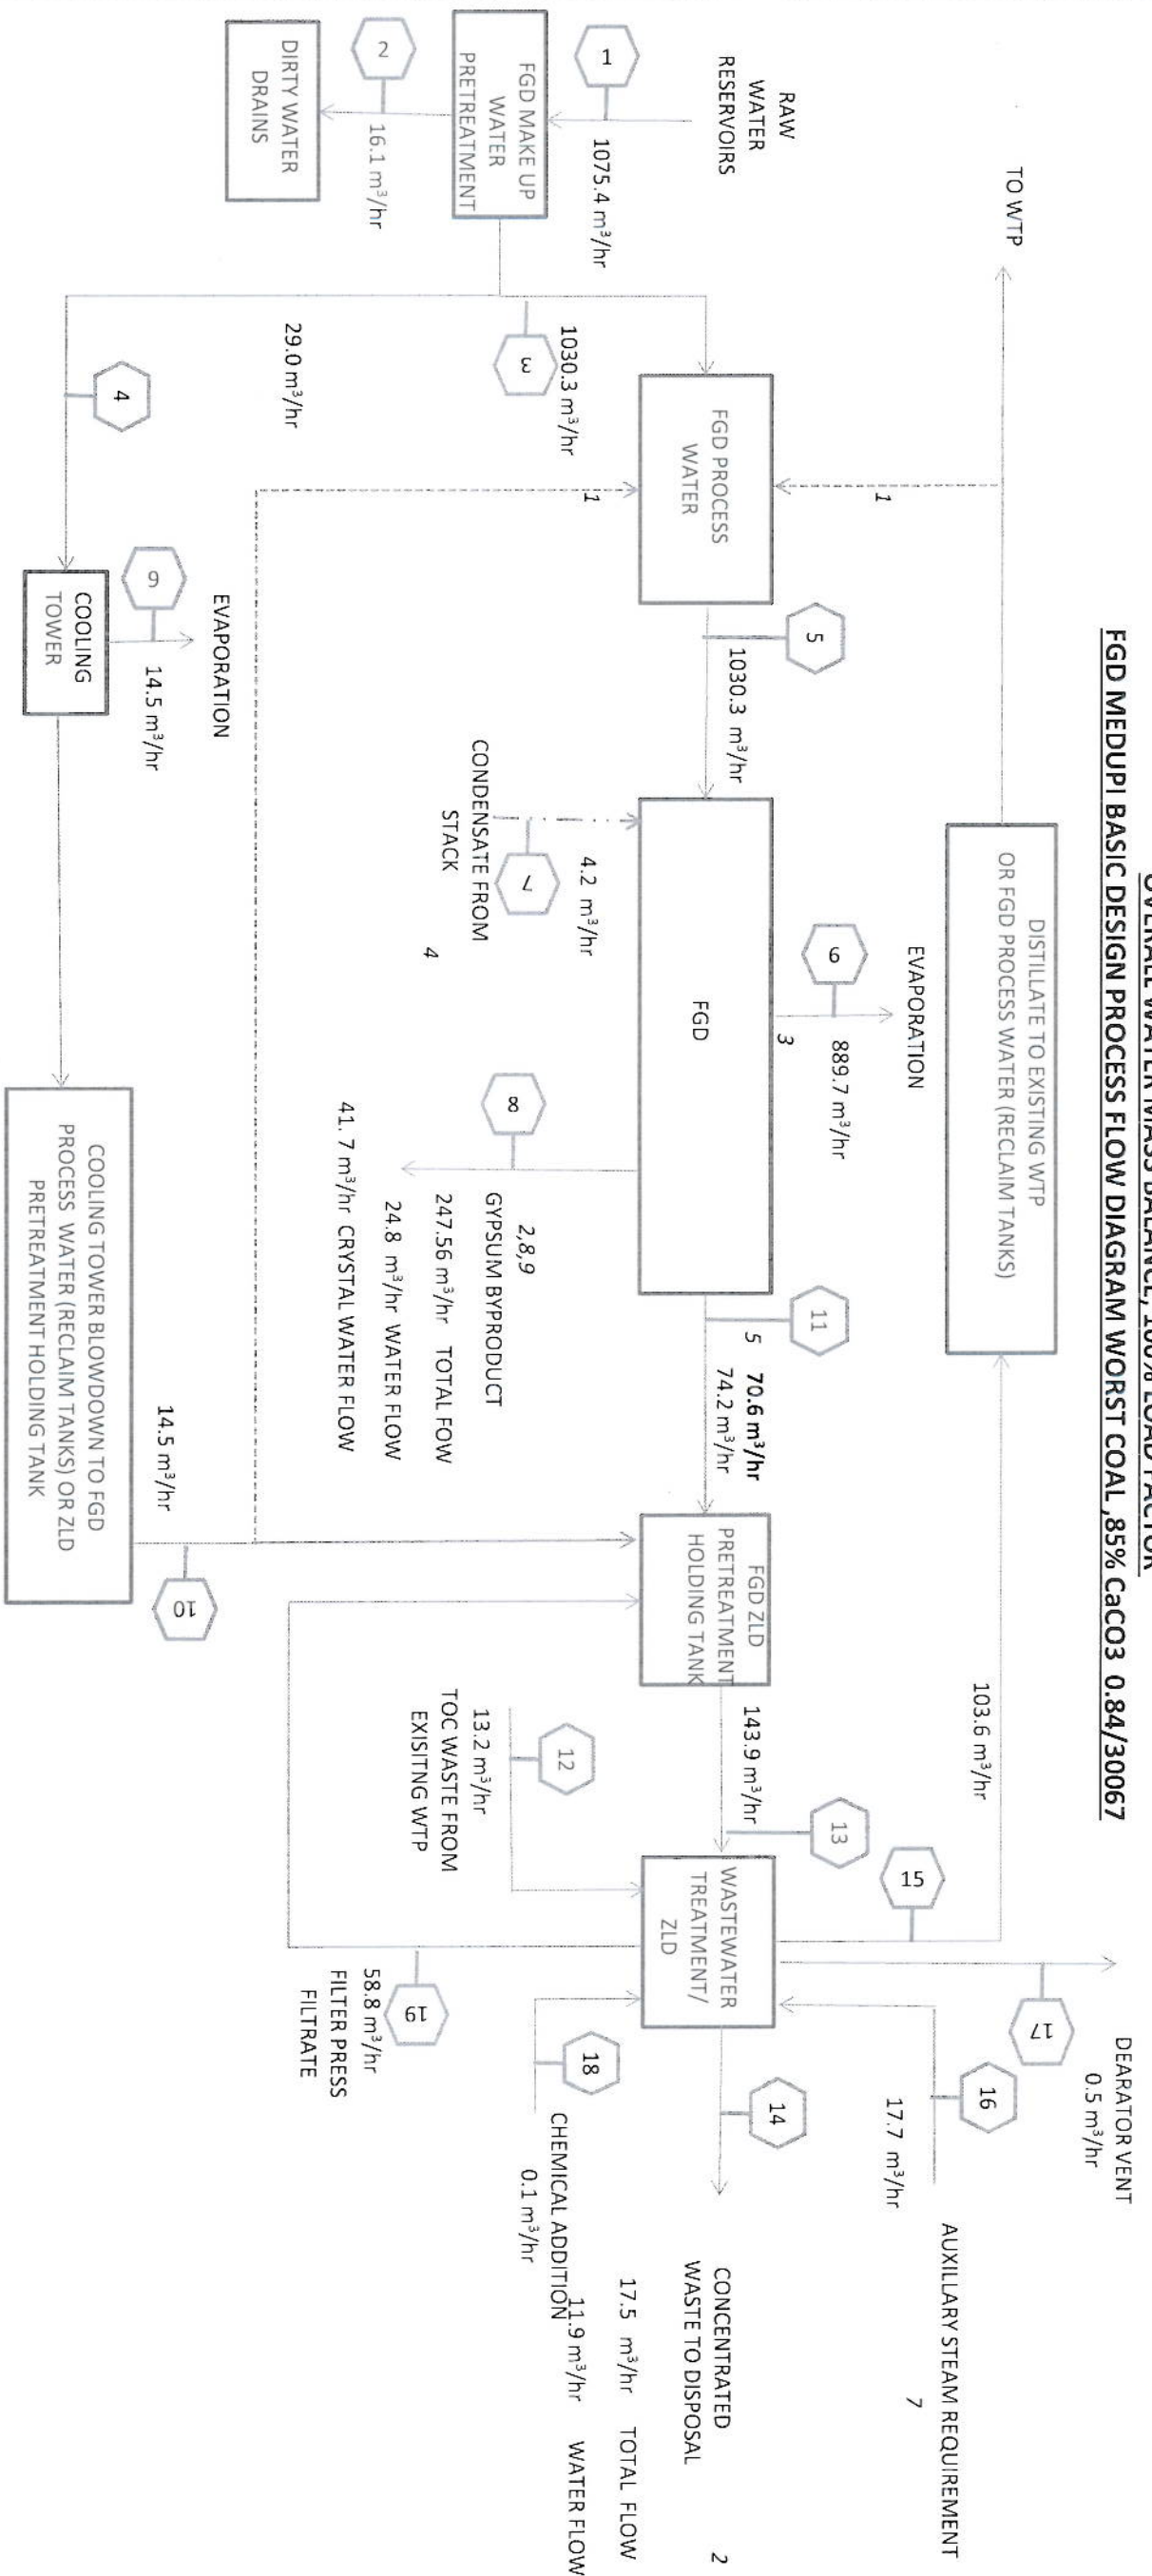 OVERALL WATER MASS BALANCE, 100% LOAD FACTOR
FGD MEDUPI BASIC DESIGN PROCESS FLOW DIAGRAM WORST COAL ,85% CaCO3 0.84/30067
TO WTP
DISTILLATE TO EXISTING WTP
OR FGD PROCESS WATER (RECLAIM TANKS)
103.6 m³/hr
15
DEARATOR VENT
0.5 m³/hr
17
AUXILLARY STEAM REQUIREMENT
7
17.7 m³/hr
16
RAW
WATER
RESERVOIRS
1
1075.4 m³/hr
FGD MAKE UP
WATER
PRETREATMENT
2
16.1 m³/hr
DIRTY WATER
DRAINS
1030.3 m³/hr
3
29.0 m³/hr
4
1
FGD PROCESS
WATER
1
5
1030.3 m³/hr
EVAPORATION
6
889.7 m³/hr
3
FGD
4.2 m³/hr
7
CONDENSATE FROM
STACK
4
8
2,8,9
GYPSUM BYPRODUCT
247.56 m³/hr TOTAL FOW
24.8 m³/hr WATER FLOW
41. 7 m³/hr CRYSTAL WATER FLOW
11
5
70.6 m³/hr
74.2 m³/hr
FGD ZLD
PRETREATMENT
HOLDING TANK
143.9 m³/hr
13
WASTEWATER
TREATMENT/
ZLD
12
13.2 m³/hr
TOC WASTE FROM
EXISITNG WTP
14
CONCENTRATED
WASTE TO DISPOSAL
2
17.5 m³/hr TOTAL FLOW
11.9 m³/hr WATER FLOW
18
CHEMICAL ADDITION
0.1 m³/hr
19
58.8 m³/hr
FILTER PRESS
FILTRATE
EVAPORATION
9
14.5 m³/hr
COOLING
TOWER
COOLING TOWER BLOWDOWN TO FGD
PROCESS WATER (RECLAIM TANKS) OR ZLD
PRETREATMENT HOLDING TANK
14.5 m³/hr
10